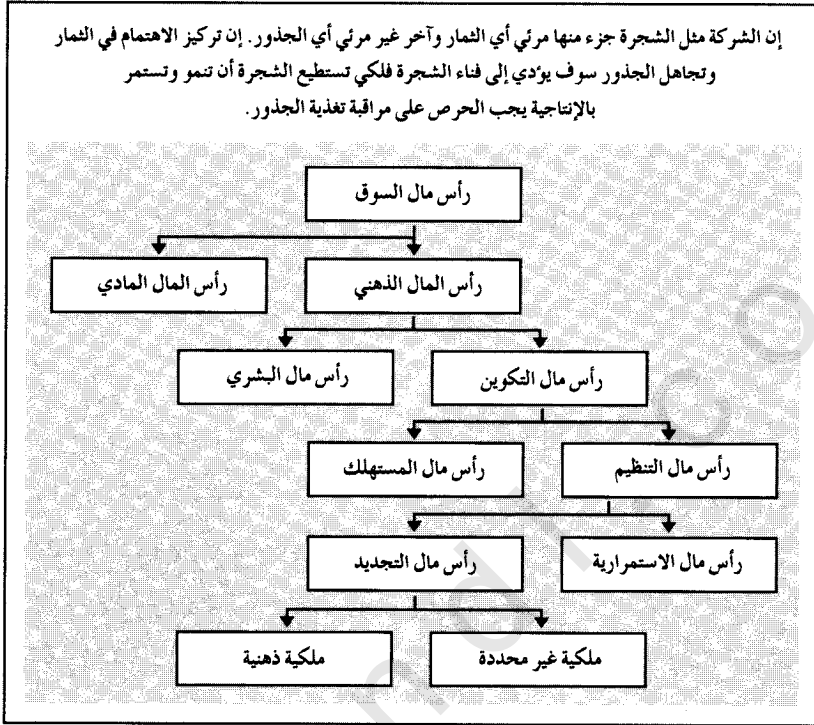 إن الشركة مثل الشجرة جزء منها مرئي أي الثمار وآخر غير مرئي أي الجذور. إن تركيز الاهتمام في الثمار
وتجاهل الجذور سوف يؤدي إلى فناء الشجرة فلكي تستطيع الشجرة أن تنمو وتستمر
بالإنتاجية يجب الحرص على مراقبة تغذية الجذور.
رأس مال السوق
رأس المال الذهني
رأس المال المادي
رأس مال التكوين
رأس مال البشري
رأس مال التنظيم
رأس مال المستهلك
رأس مال الاستمرارية
رأس مال التجديد
ملكية غير محددة
ملكية ذهنية